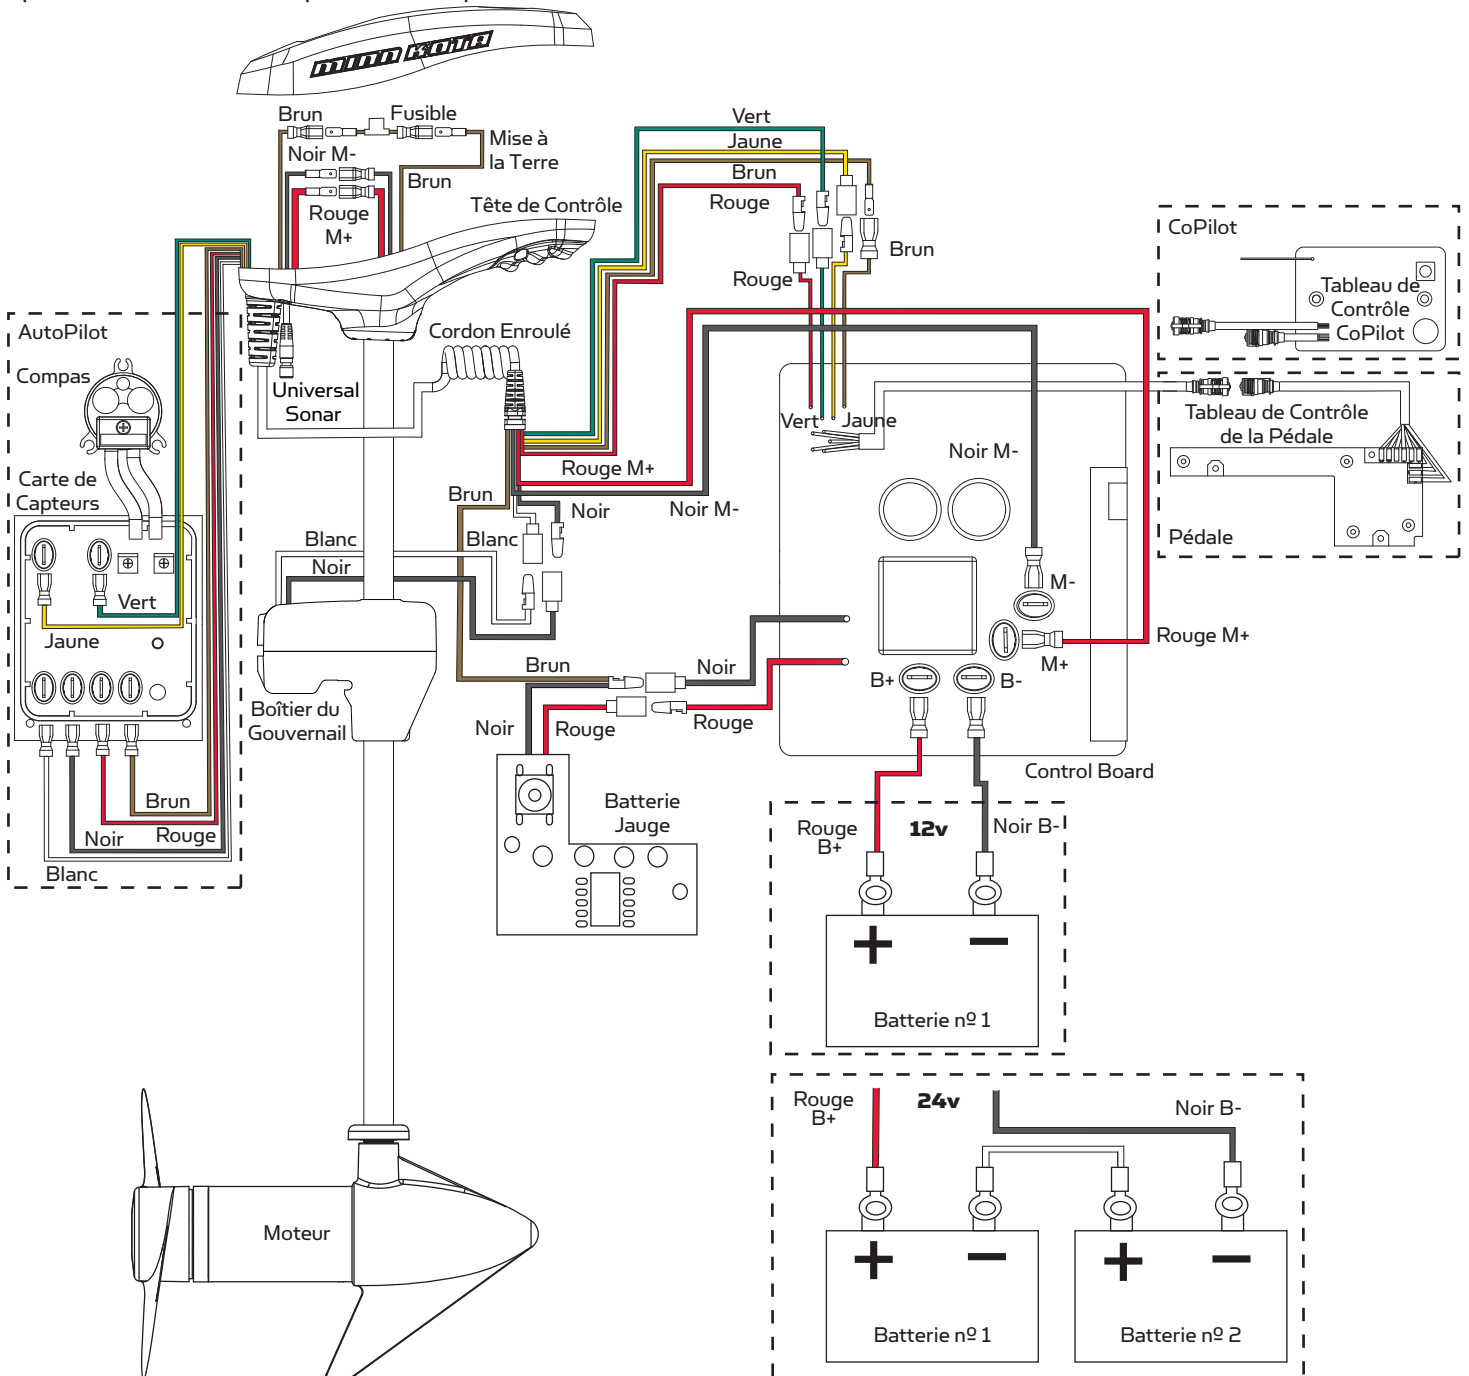 MINN KOTA
Brun
Fusible
Mise à
la Terre
Noir M-
Brun
Rouge
M+
Tête de Contrôle
Vert
Jaune
Brun
Rouge
Brun
Rouge
CoPilot
Tableau de
Contrôle
CoPilot
AutoPilot
Compas
Cordon Enroulé
Universal
Sonar
Vert
Jaune
Tableau de Contrôle
de la Pédale
Pédale
Noir M-
Rouge M+
Carte de
Capteurs
Brun
Noir
Noir M-
Blanc
Blanc
Noir
M-
Vert
Jaune
Rouge M+
M+
Brun
Noir
B+
B-
Boîtier du
Gouvernail
Noir
Rouge
Rouge
Control Board
Brun
Noir
Rouge
Blanc
Batterie
Jauge
Rouge
B+
12v
Noir B-
Batterie nº 1
Rouge
B+
24v
Noir B-
Moteur
Batterie nº 1
Batterie nº 2